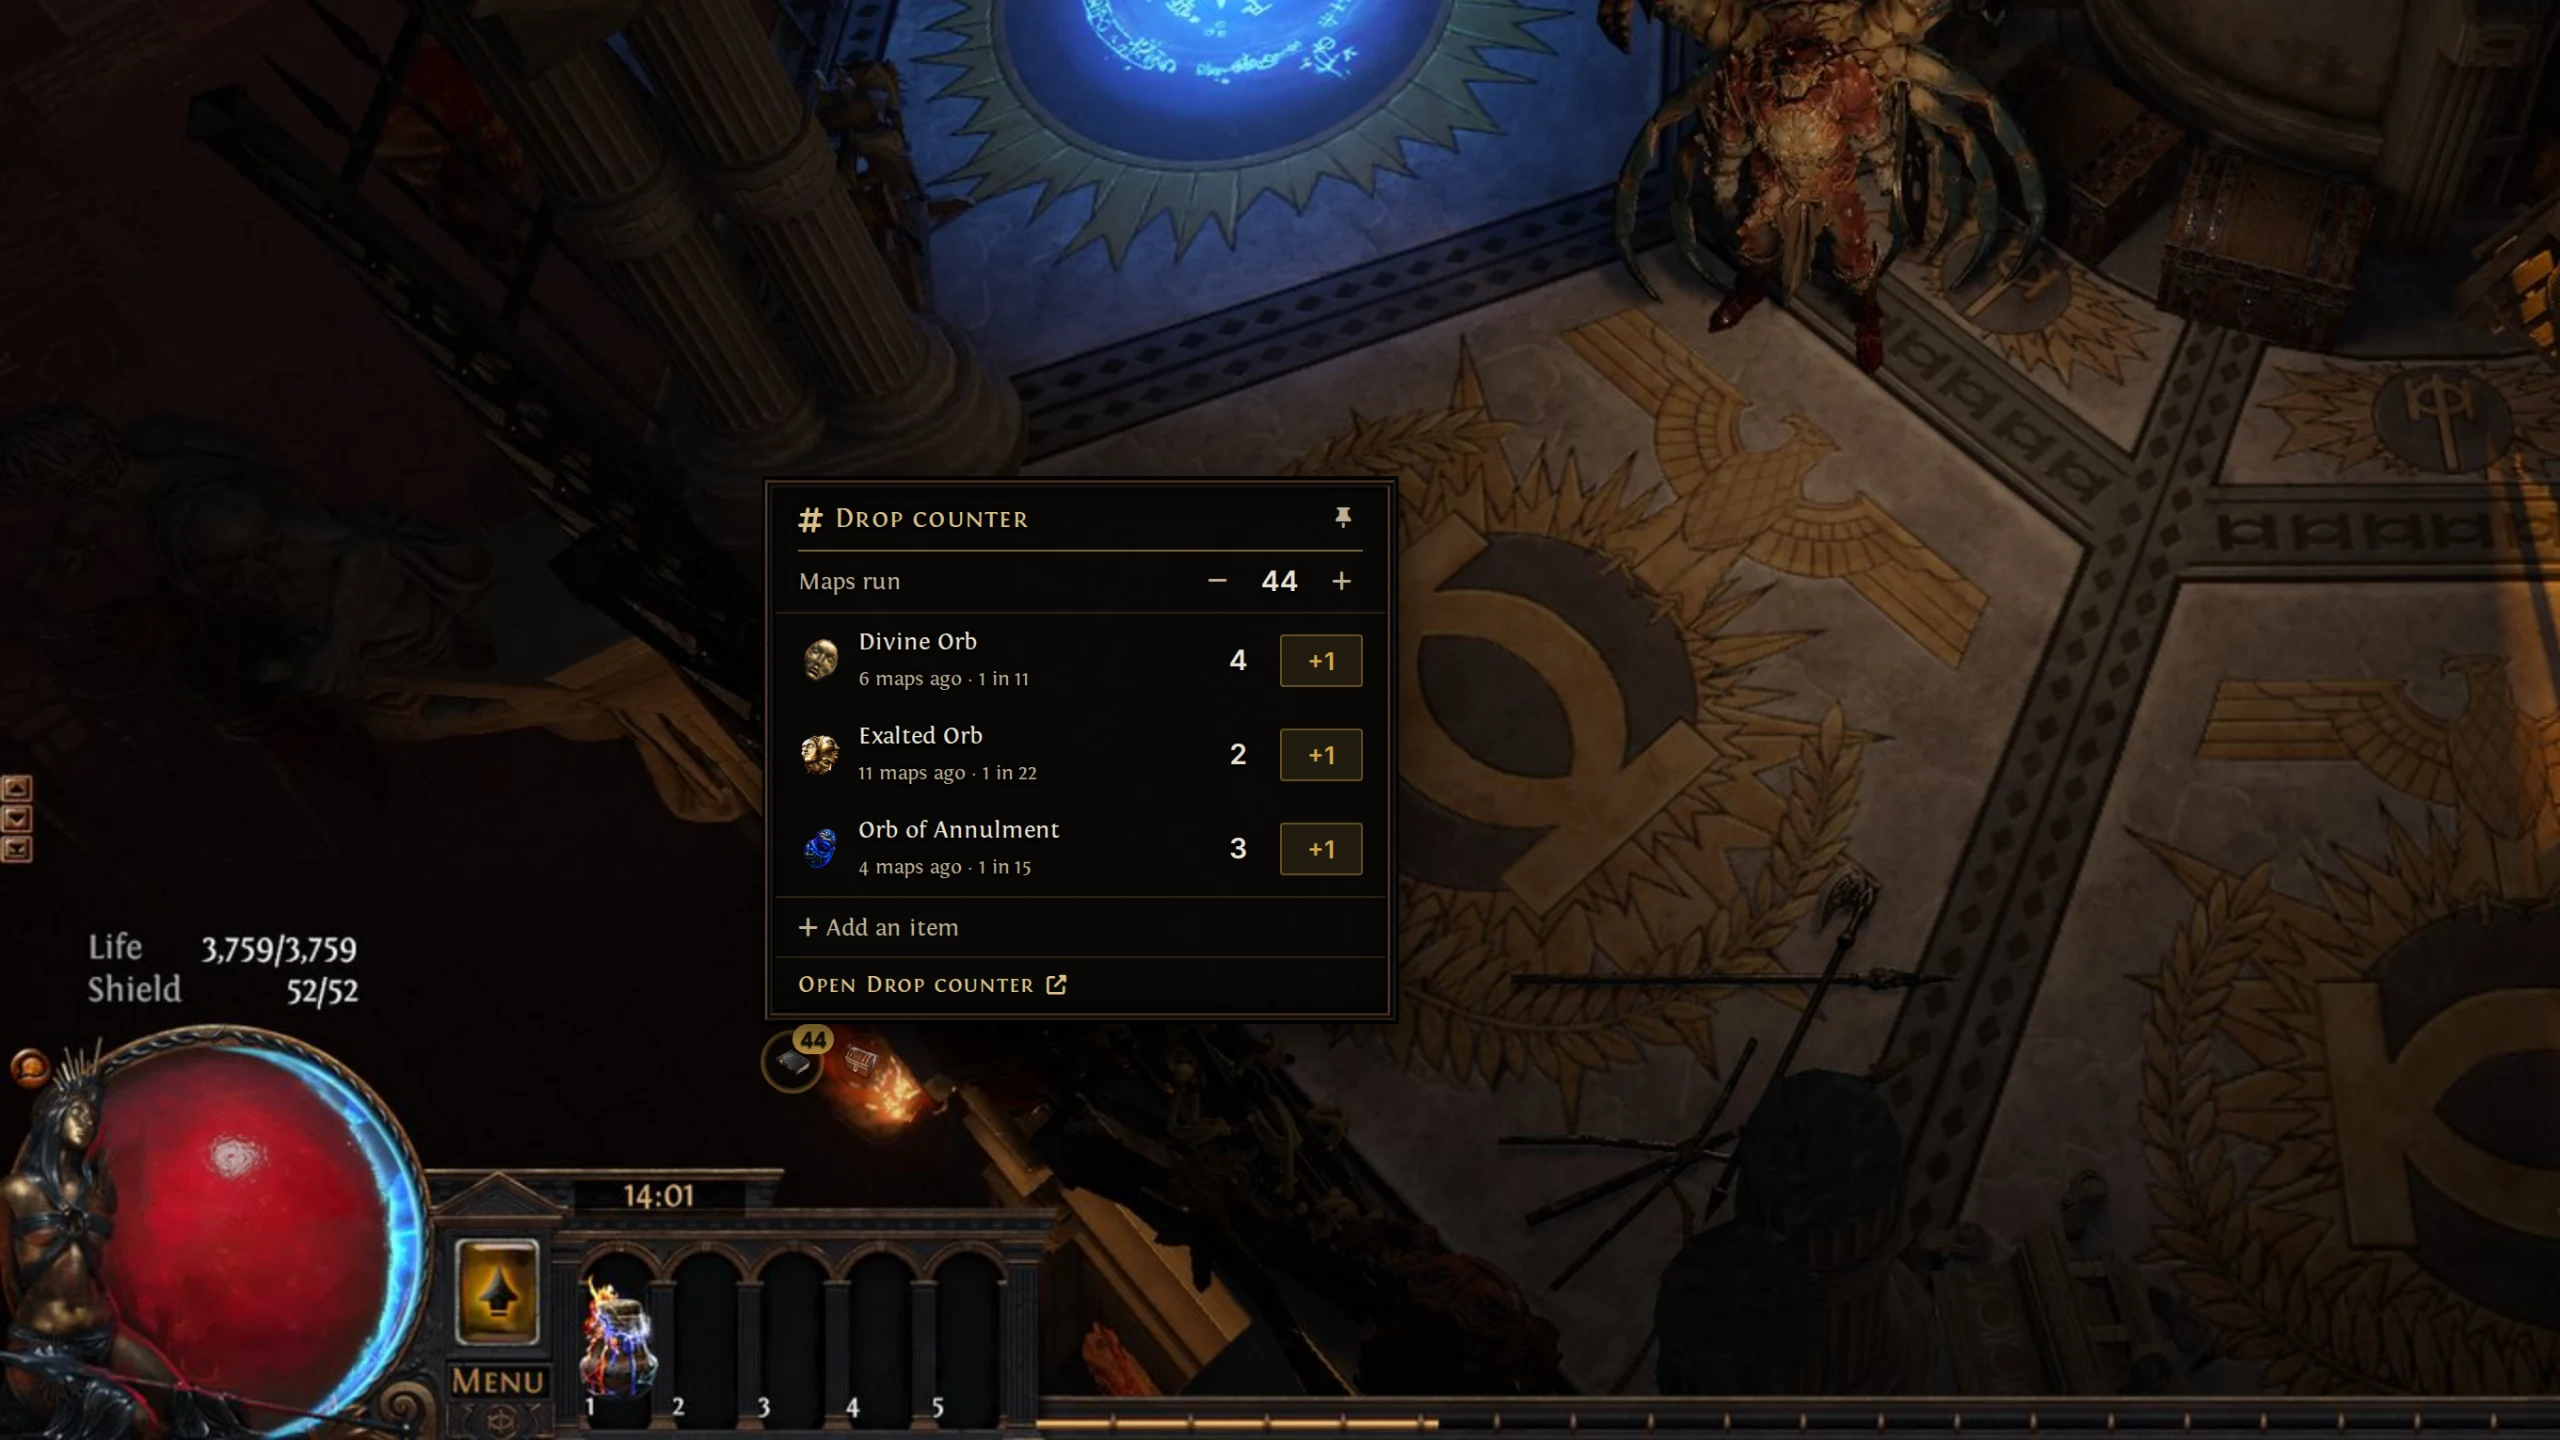 # Drop counter
Maps run − 44 +
Divine Orb
6 maps ago · 1 in 11
4 +1
Exalted Orb
11 maps ago · 1 in 22
2 +1
Orb of Annulment
4 maps ago · 1 in 15
3 +1
+ Add an item
Open Drop counter
44
Life 3,759/3,759
Shield 52/52
14:01
Menu
1 2 3 4 5